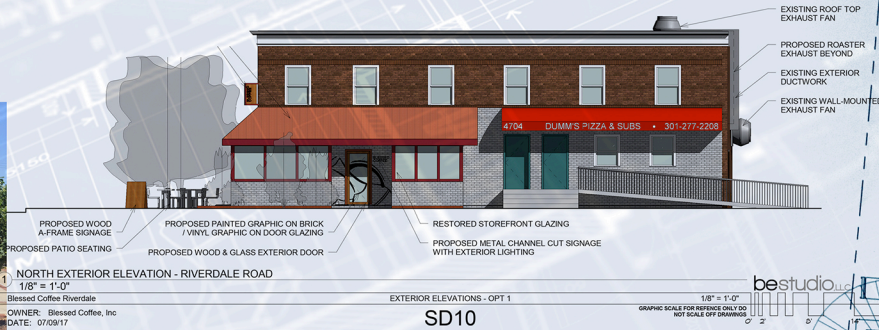 EXISTING ROOF TOP
EXHAUST FAN
PROPOSED ROASTER
EXHAUST BEYOND
EXISTING EXTERIOR
DUCTWORK
EXISTING WALL-MOUNTED
EXHAUST FAN
4704 DUMM'S PIZZA & SUBS • 301-277-2208
PROPOSED WOOD
A-FRAME SIGNAGE
PROPOSED PATIO SEATING
PROPOSED PAINTED GRAPHIC ON BRICK
/ VINYL GRAPHIC ON DOOR GLAZING
PROPOSED WOOD & GLASS EXTERIOR DOOR
RESTORED STOREFRONT GLAZING
PROPOSED METAL CHANNEL CUT SIGNAGE
WITH EXTERIOR LIGHTING
1 NORTH EXTERIOR ELEVATION - RIVERDALE ROAD
1/8" = 1'-0"
bestudio,LLC
Blessed Coffee Riverdale
EXTERIOR ELEVATIONS - OPT 1
1/8" = 1'-0"
OWNER: Blessed Coffee, Inc
DATE: 07/09/17
SD10
GRAPHIC SCALE FOR REFENCE ONLY DO
NOT SCALE OFF DRAWINGS
0' 2' 8'